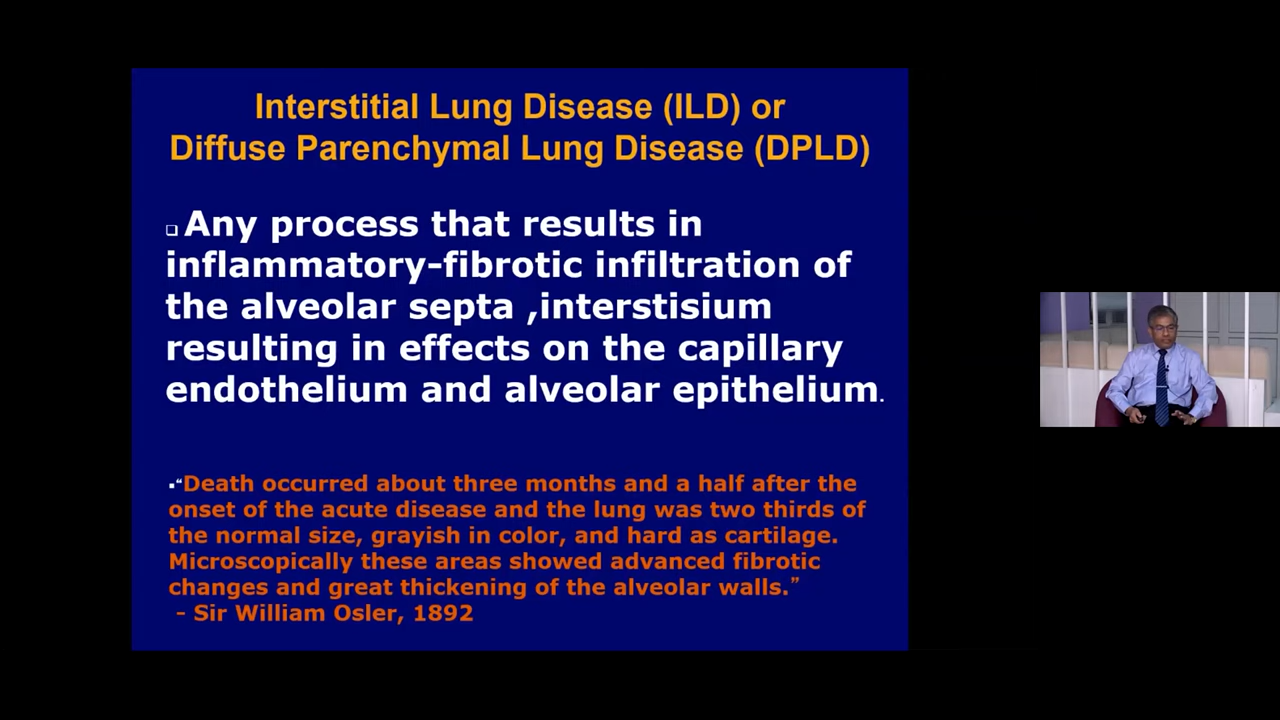 Interstitial Lung Disease (ILD) or
Diffuse Parenchymal Lung Disease (DPLD)
❑Any process that results in
inflammatory-fibrotic infiltration of
the alveolar septa ,interstisium
resulting in effects on the capillary
endothelium and alveolar epithelium.
▪“Death occurred about three months and a half after the
onset of the acute disease and the lung was two thirds of
the normal size, grayish in color, and hard as cartilage.
Microscopically these areas showed advanced fibrotic
changes and great thickening of the alveolar walls.”
– Sir William Osler, 1892